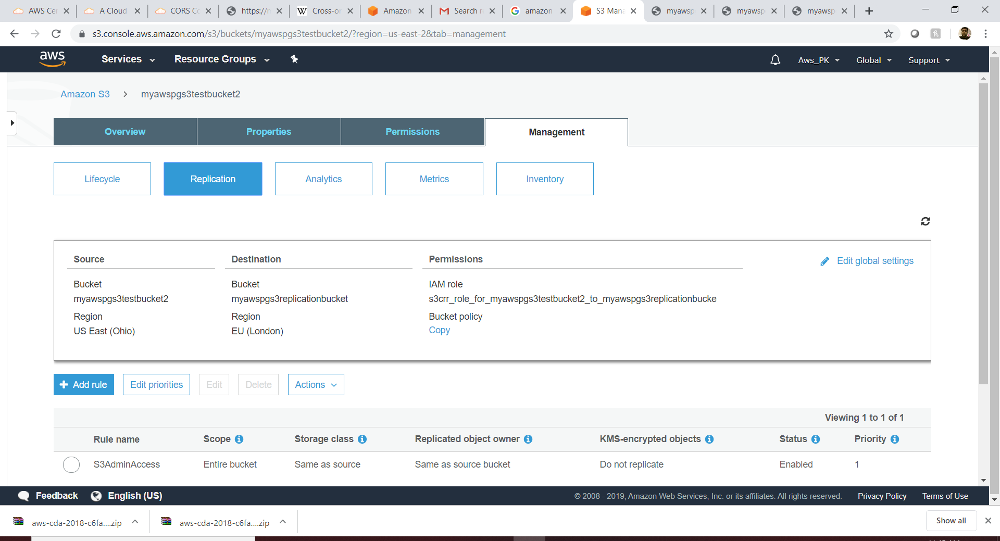 AWS Cer
A Cloud
CORS Co
https://m
Cross-or
Amazon
Search r
amazon
S3 Mana
myawsp
myawsp
myawsp
s3.console.aws.amazon.com/s3/buckets/myawspgs3testbucket2/?region=us-east-2&tab=management
aws
Services
Resource Groups
Aws_PK
Global
Support
Amazon S3
myawspgs3testbucket2
Overview
Properties
Permissions
Management
Lifecycle
Replication
Analytics
Metrics
Inventory
Source
Destination
Permissions
Edit global settings
Bucket
Bucket
IAM role
myawspgs3testbucket2
myawspgs3replicationbucket
s3crr_role_for_myawspgs3testbucket2_to_myawspgs3replicationbucke
Region
Region
Bucket policy
US East (Ohio)
EU (London)
Copy
Add rule
Edit priorities
Edit
Delete
Actions
Viewing 1 to 1 of 1
Rule name
Scope
Storage class
Replicated object owner
KMS-encrypted objects
Status
Priority
S3AdminAccess
Entire bucket
Same as source
Same as source bucket
Do not replicate
Enabled
1
Feedback
English (US)
© 2008 - 2019, Amazon Web Services, Inc. or its affiliates. All rights reserved.
Privacy Policy
Terms of Use
aws-cda-2018-c6fa....zip
aws-cda-2018-c6fa....zip
Show all